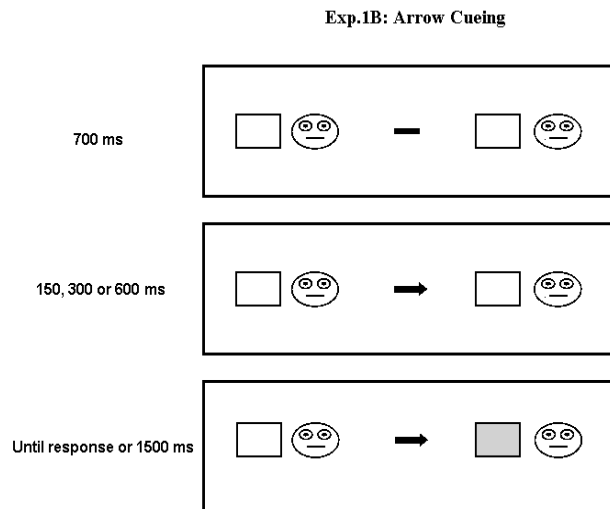 Exp.1B: Arrow Cueing
700 ms
150, 300 or 600 ms
Until response or 1500 ms